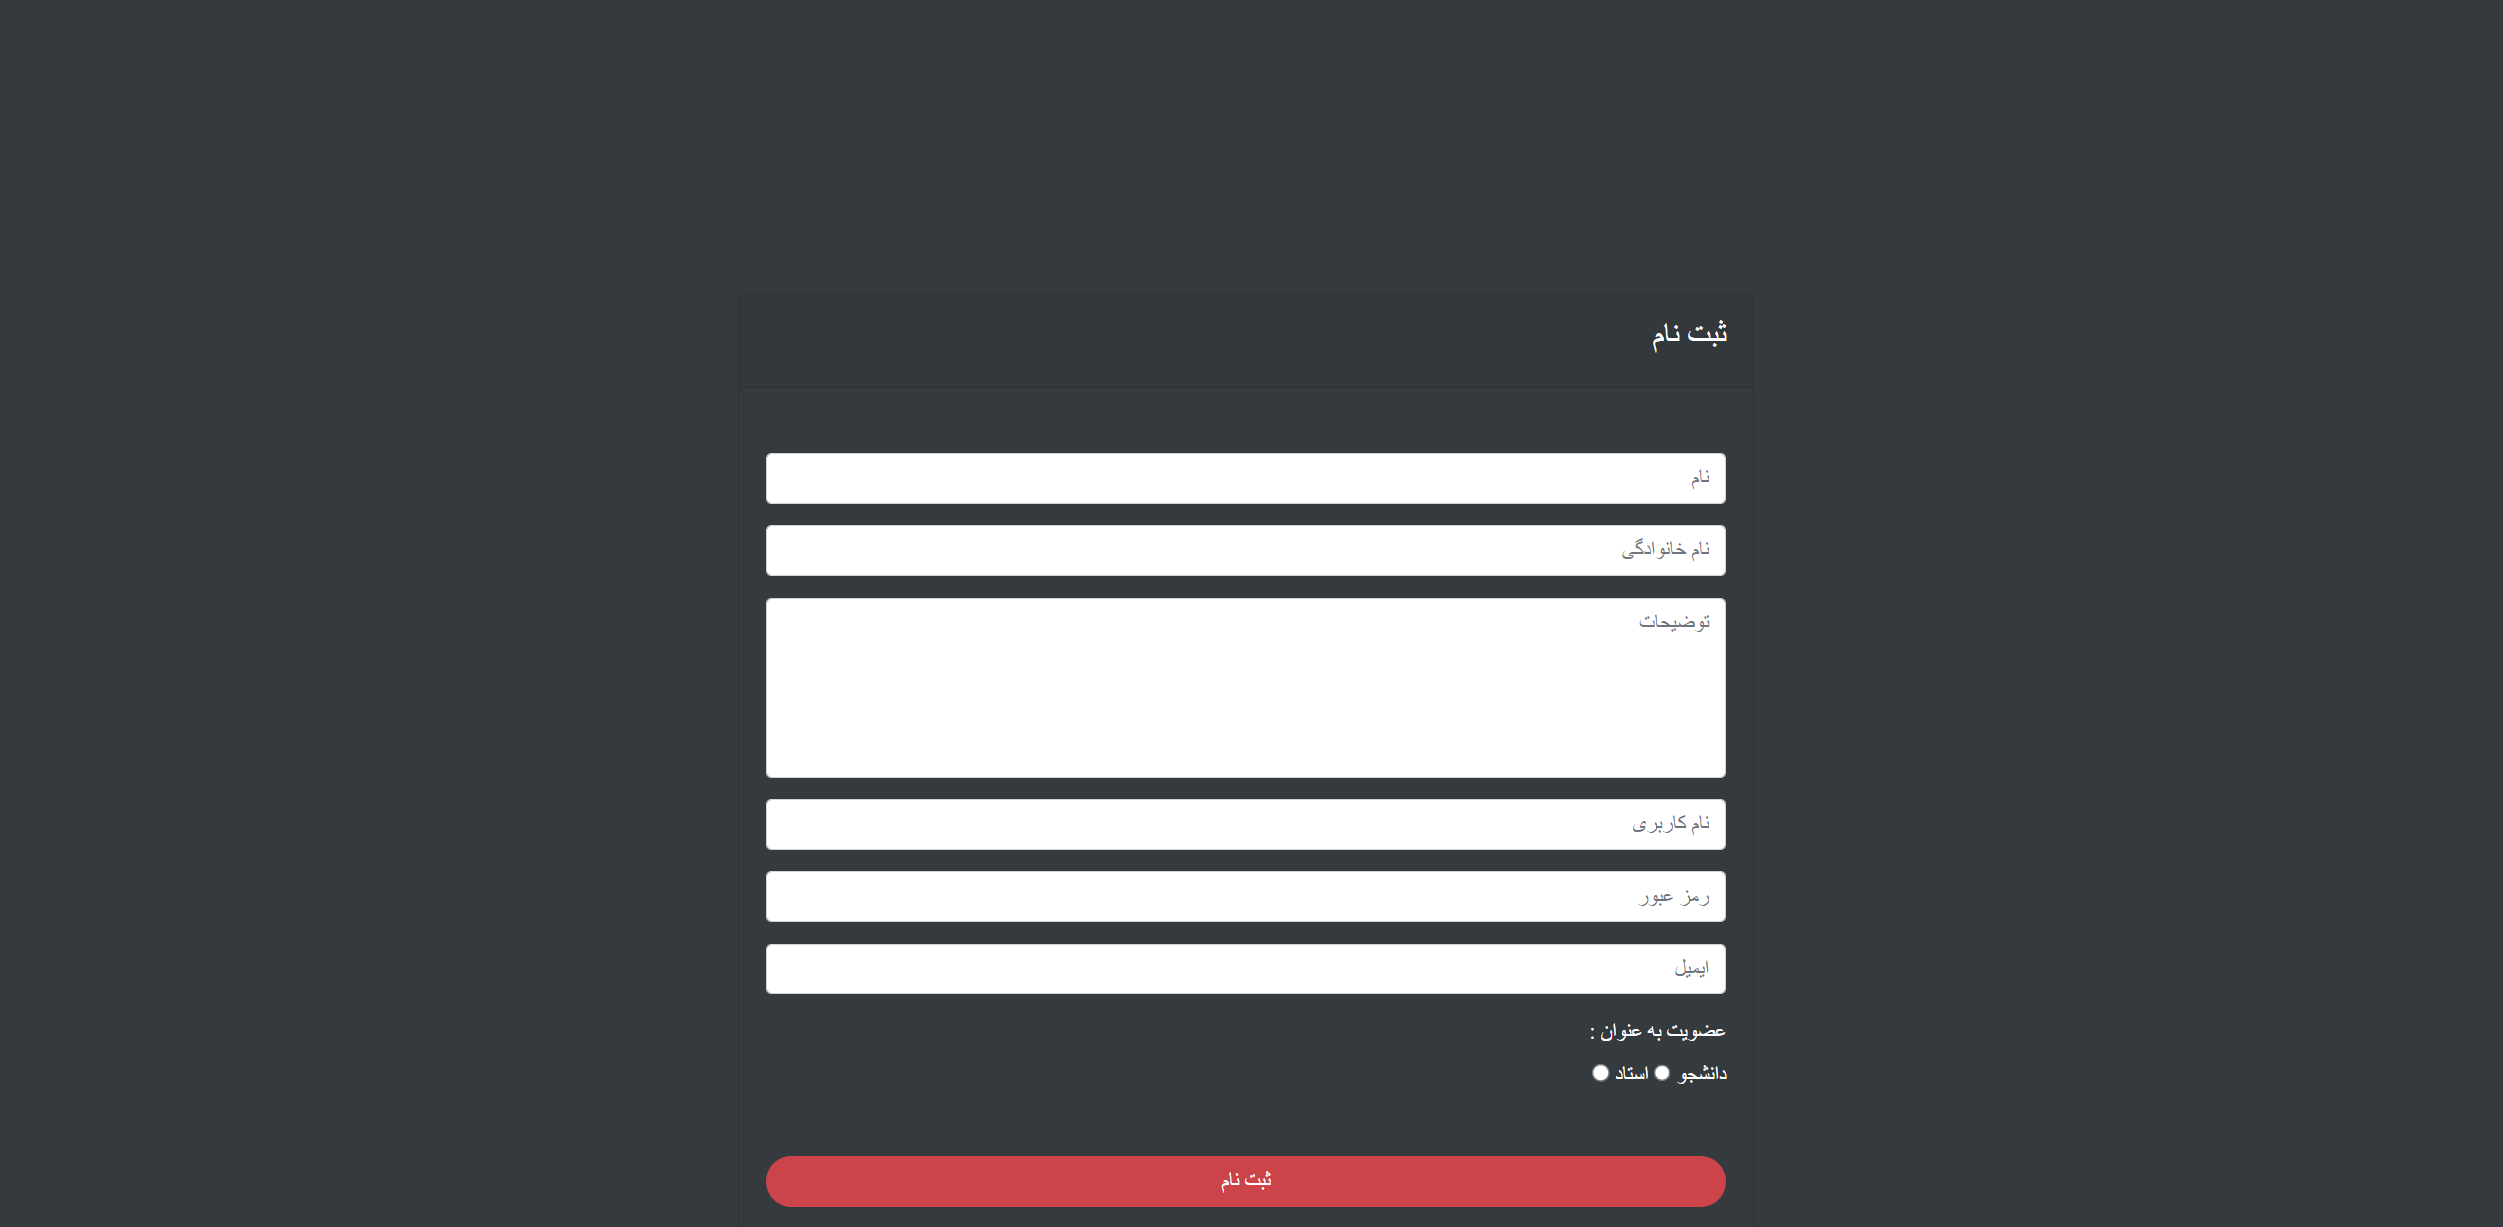 ثبت نام
نام
نام خانوادگی
توضیحات
نام کاربری
رمز عبور
ایمیل
عضویت به عنوان :
دانشجو استاد
ثبت نام